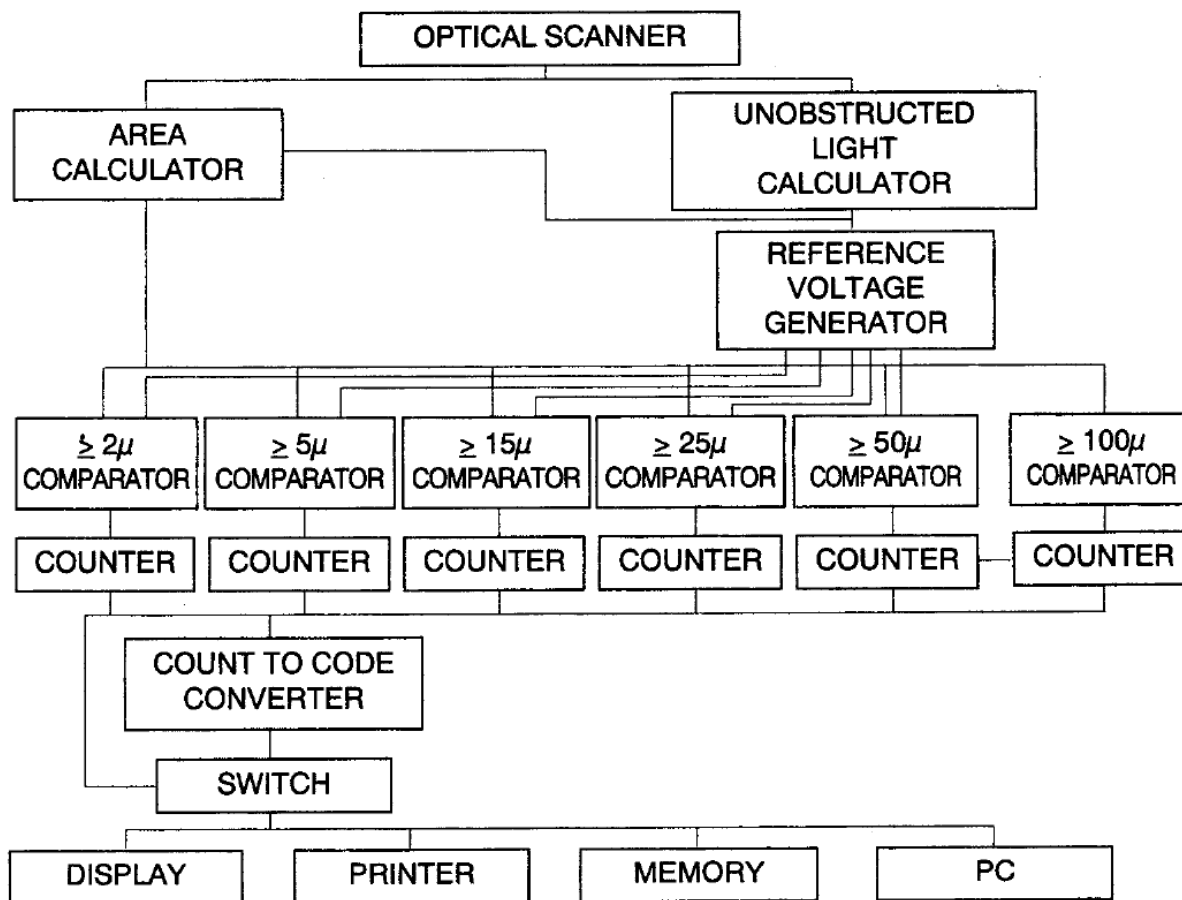 OPTICAL SCANNER
AREA
CALCULATOR
UNOBSTRUCTED
LIGHT
CALCULATOR
REFERENCE
VOLTAGE
GENERATOR
≥ 2μ
COMPARATOR
≥ 5μ
COMPARATOR
≥ 15μ
COMPARATOR
≥ 25μ
COMPARATOR
≥ 50μ
COMPARATOR
≥ 100μ
COMPARATOR
COUNTER
COUNTER
COUNTER
COUNTER
COUNTER
COUNTER
COUNT TO CODE
CONVERTER
SWITCH
DISPLAY
PRINTER
MEMORY
PC